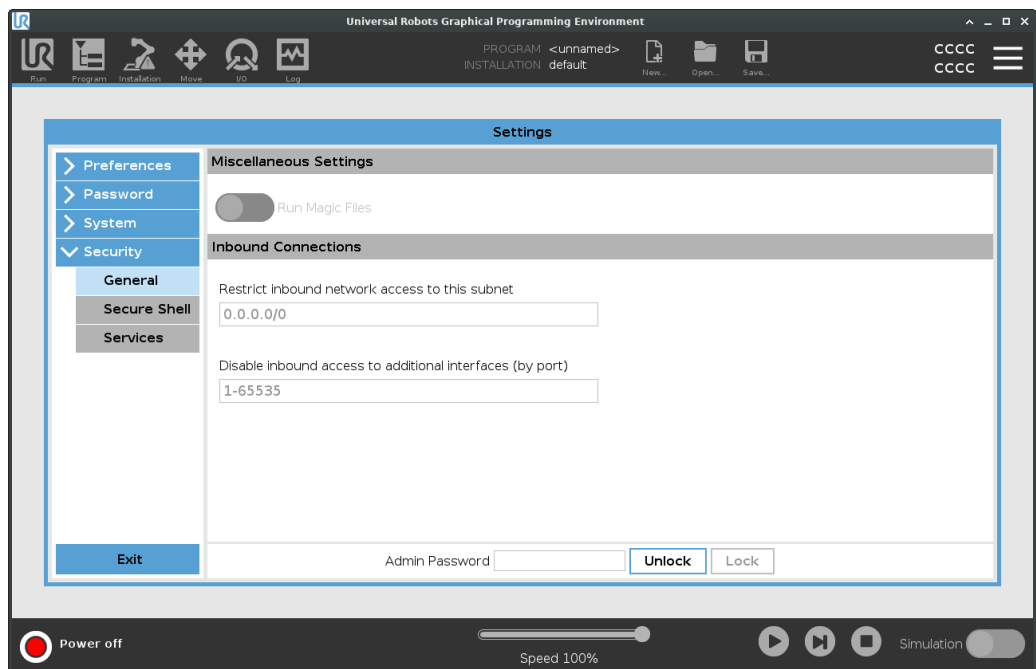 UR
Universal Robots Graphical Programming Environment
Run
Program
Installation
Move
I/O
Log
PROGRAM <unnamed>
INSTALLATION default
New...
Open...
Save...
cccc
cccc
Settings
Preferences
Password
System
Security
General
Secure Shell
Services
Exit
Miscellaneous Settings
Run Magic Files
Inbound Connections
Restrict inbound network access to this subnet
0.0.0.0/0
Disable inbound access to additional interfaces (by port)
1-65535
Admin Password
Unlock
Lock
Power off
Speed 100%
Simulation